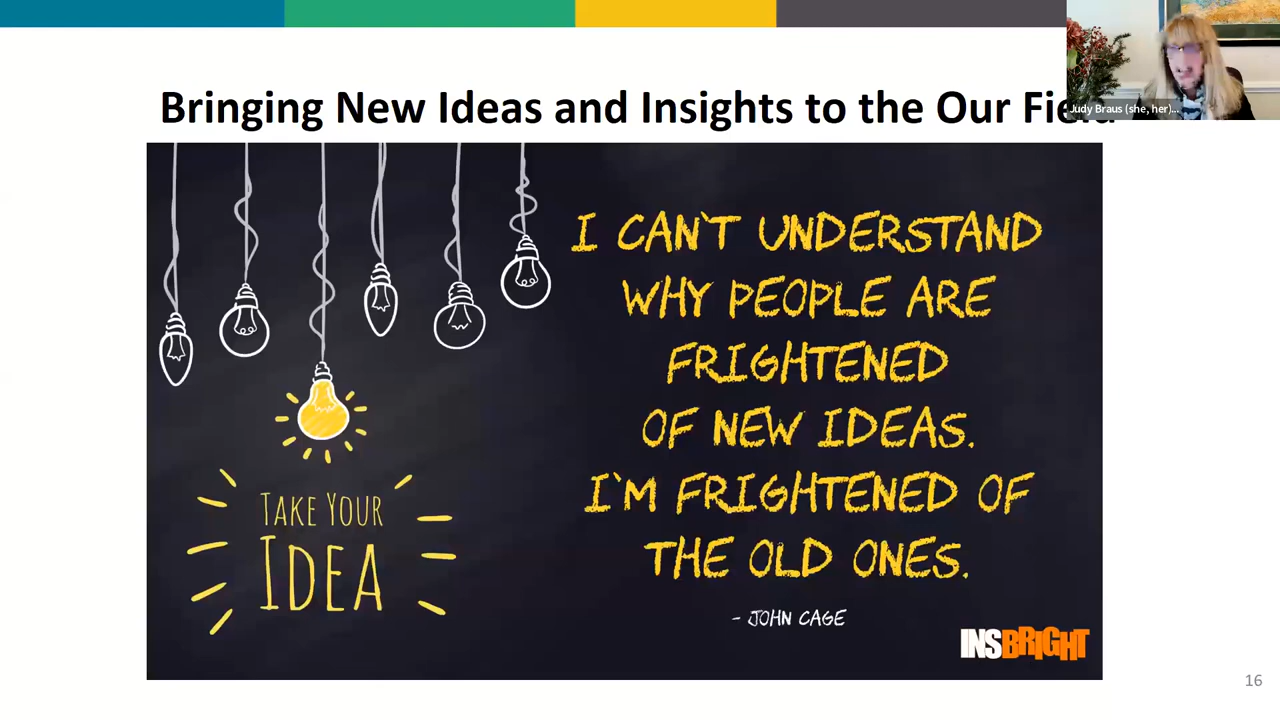 Bringing New Ideas and Insights to the Our Field
Judy Braus (she, her)...
I CAN'T UNDERSTAND
WHY PEOPLE ARE
FRIGHTENED
OF NEW IDEAS.
I'M FRIGHTENED OF
THE OLD ONES.
- JOHN CAGE
TAKE YOUR
IDEA
INSBRIGHT
16